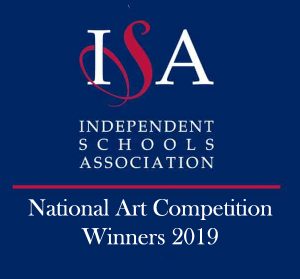 ISA
INDEPENDENT
SCHOOLS
ASSOCIATION
National Art Competition
Winners 2019